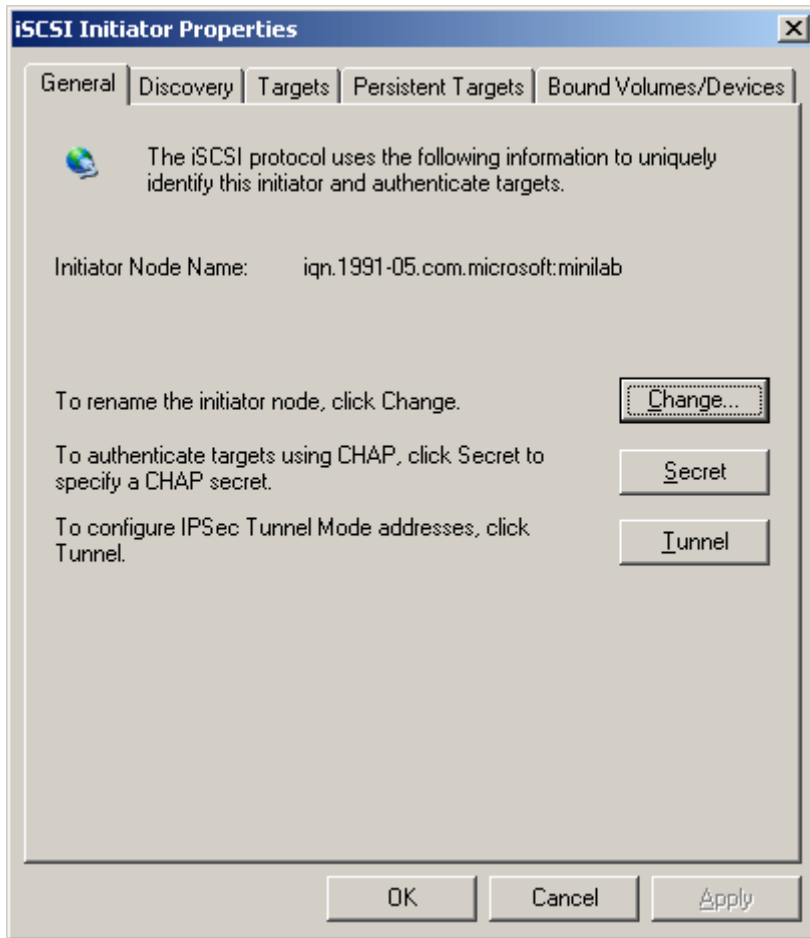 iSCSI Initiator Properties
General Discovery Targets Persistent Targets Bound Volumes/Devices
The iSCSI protocol uses the following information to uniquely
identify this initiator and authenticate targets.
Initiator Node Name: iqn.1991-05.com.microsoft:minilab
To rename the initiator node, click Change. Change...
To authenticate targets using CHAP, click Secret to
specify a CHAP secret.
Secret
To configure IPSec Tunnel Mode addresses, click
Tunnel.
Tunnel
OK Cancel Apply